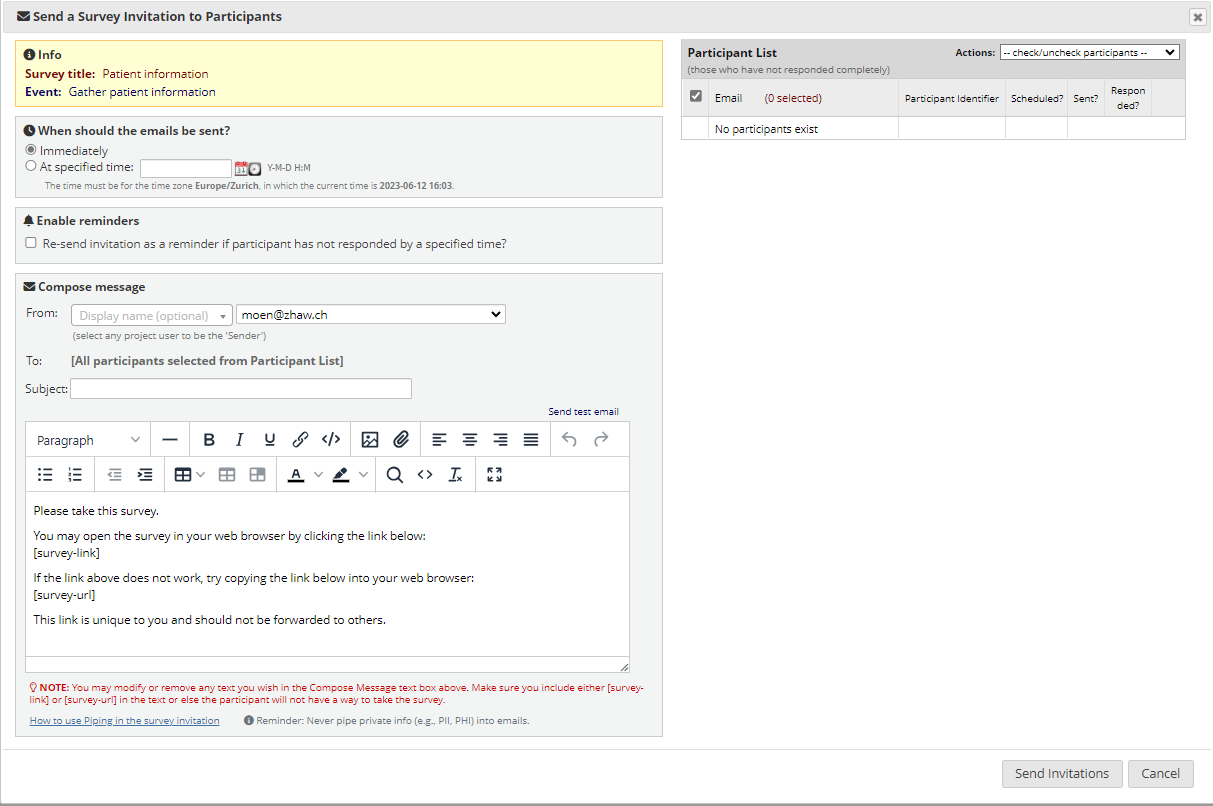 Send a Survey Invitation to Participants
Info
Survey title: Patient information
Event: Gather patient information
When should the emails be sent?
Immediately
At specified time: Y-M-D H:M
The time must be for the time zone Europe/Zurich, in which the current time is 2023-06-12 16:03.
Enable reminders
Re-send invitation as a reminder if participant has not responded by a specified time?
Compose message
From: Display name (optional) moen@zhaw.ch
(select any project user to be the 'Sender')
To: [All participants selected from Participant List]
Subject:
Send test email
Paragraph
Please take this survey.
You may open the survey in your web browser by clicking the link below:
[survey-link]
If the link above does not work, try copying the link below into your web browser:
[survey-url]
This link is unique to you and should not be forwarded to others.
NOTE: You may modify or remove any text you wish in the Compose Message text box above. Make sure you include either [survey-
link] or [survey-url] in the text or else the participant will not have a way to take the survey.
How to use Piping in the survey invitation Reminder: Never pipe private info (e.g., PII, PHI) into emails.
Participant List Actions: -- check/uncheck participants --
(those who have not responded completely)
Email (0 selected) Participant Identifier Scheduled? Sent? Respon
ded?
No participants exist
Send Invitations Cancel